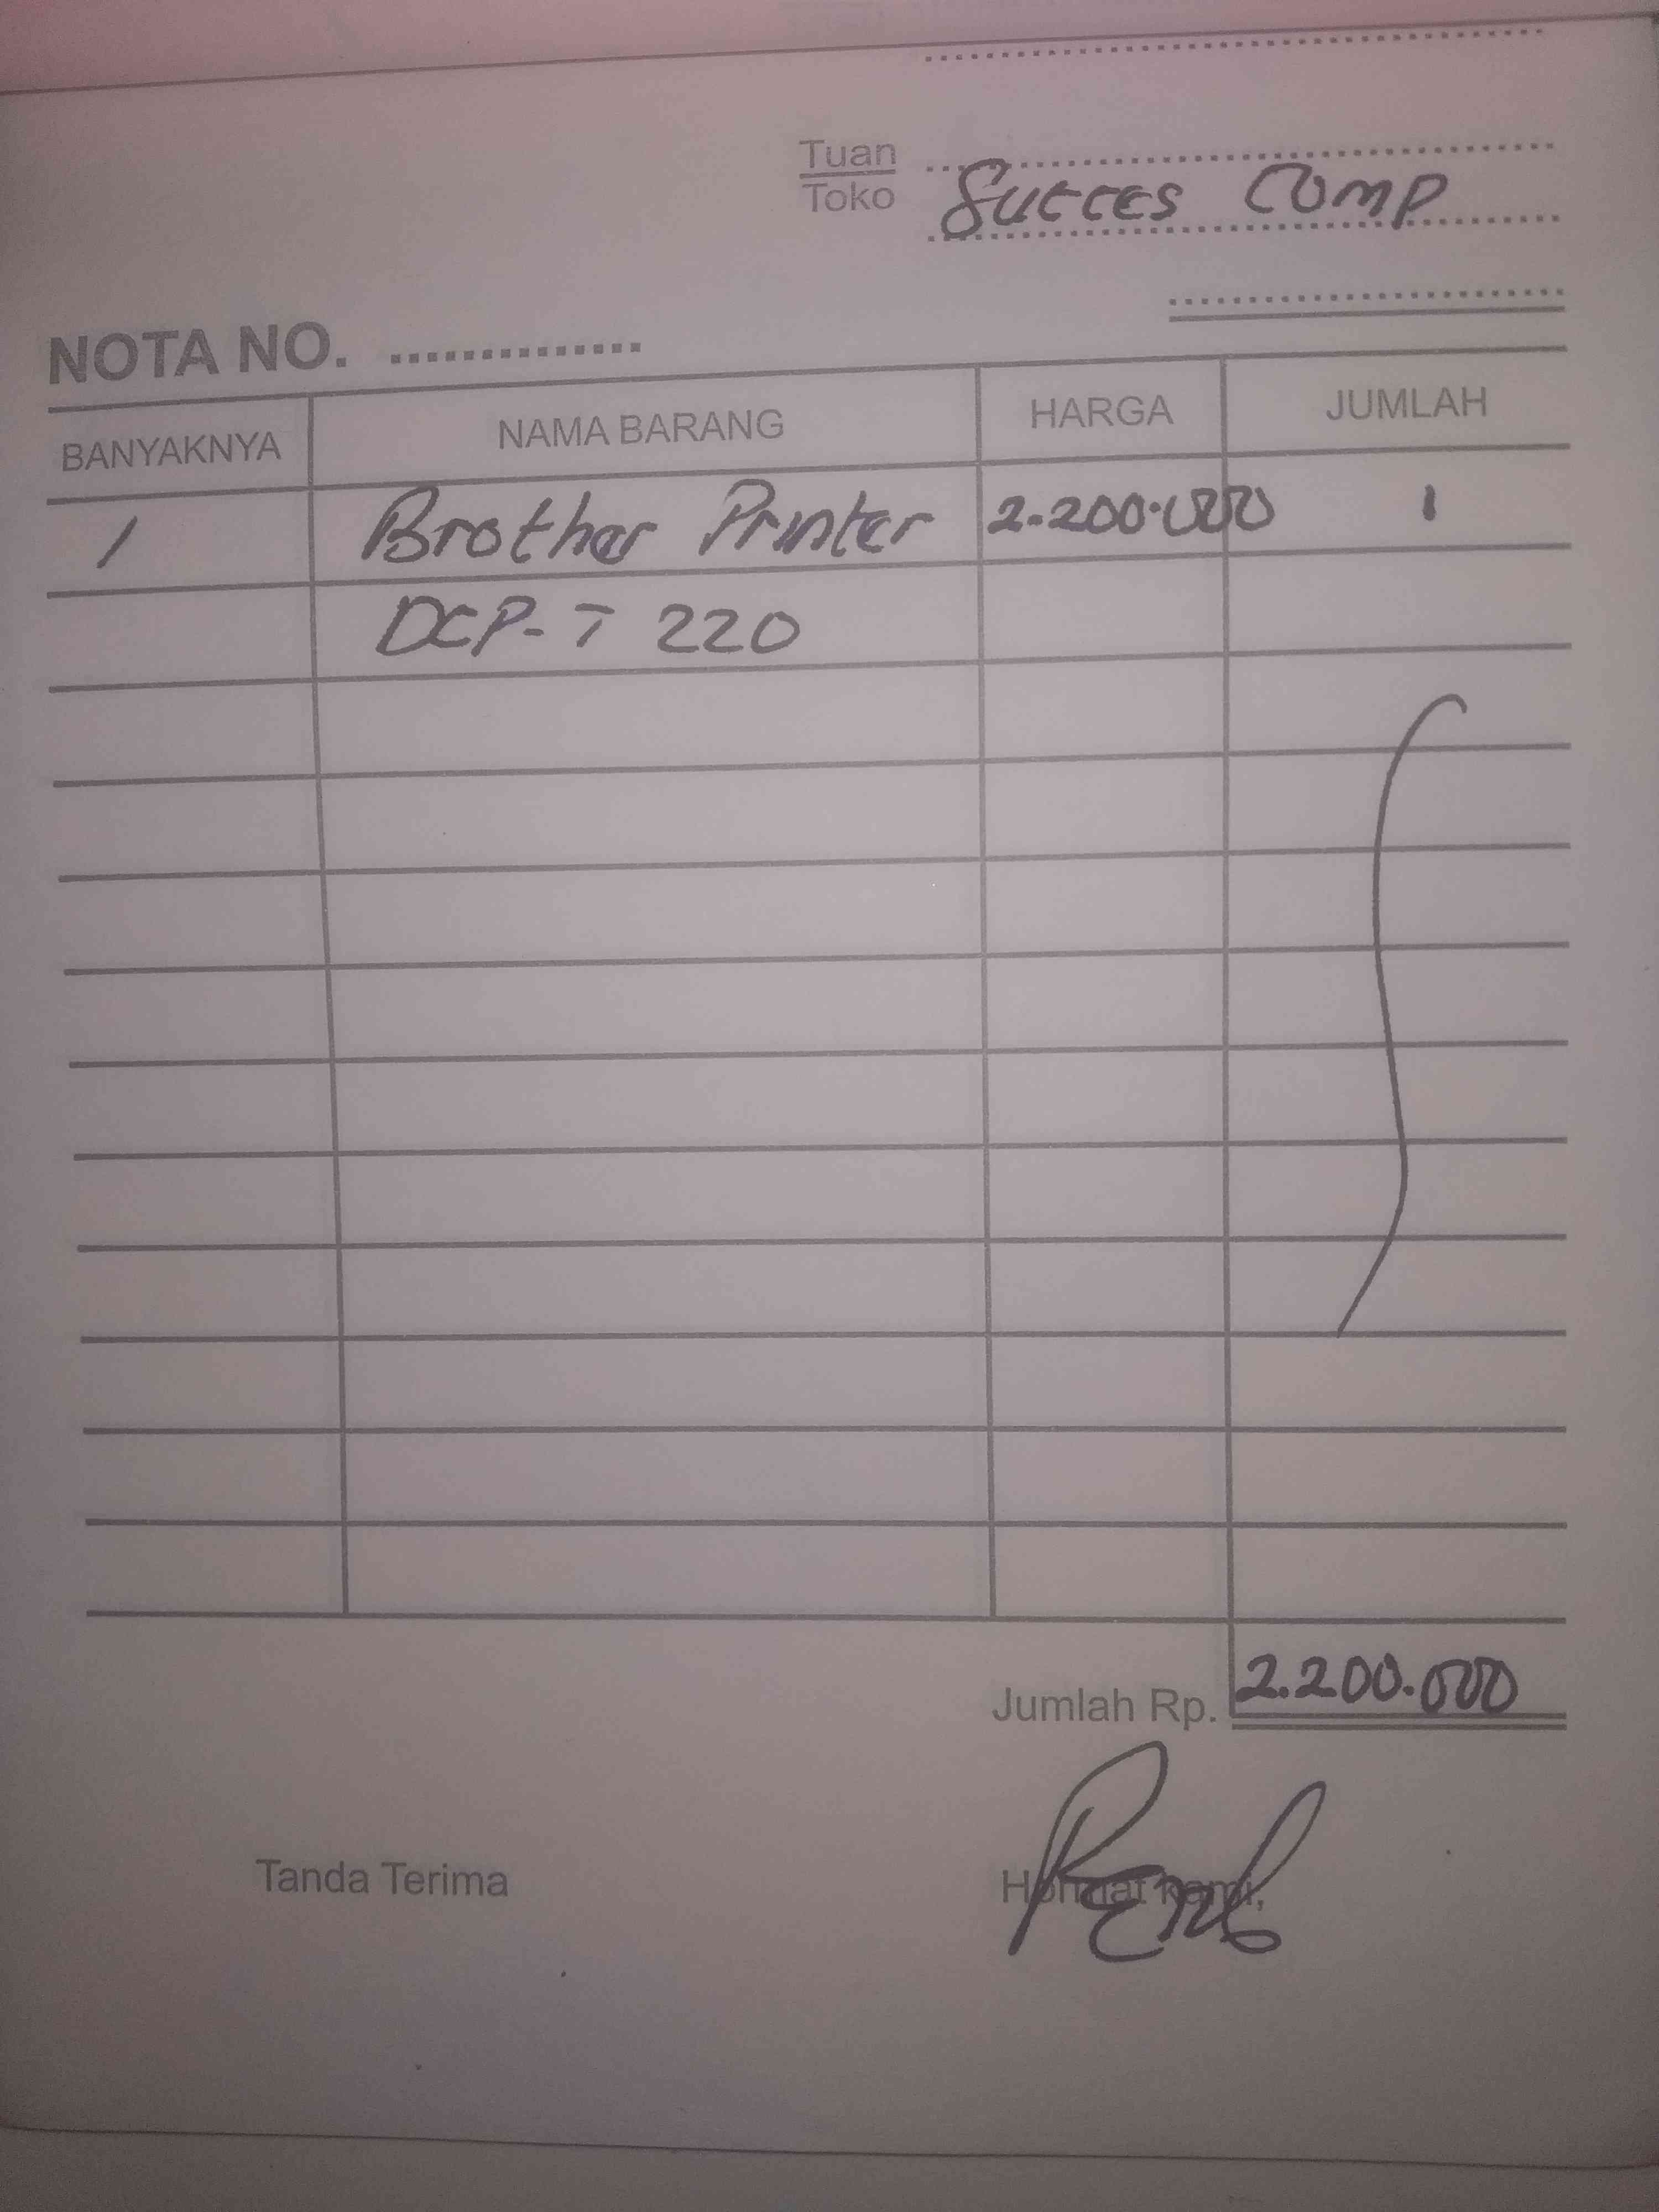 Tuan
Toko
Succes Comp
NOTA NO. ..............
BANYAKNYA NAMA BARANG HARGA JUMLAH
1 Brother Printer 2.200.000 1
DCP-T 220
Jumlah Rp. 2.200.000
Tanda Terima Hormat kami,